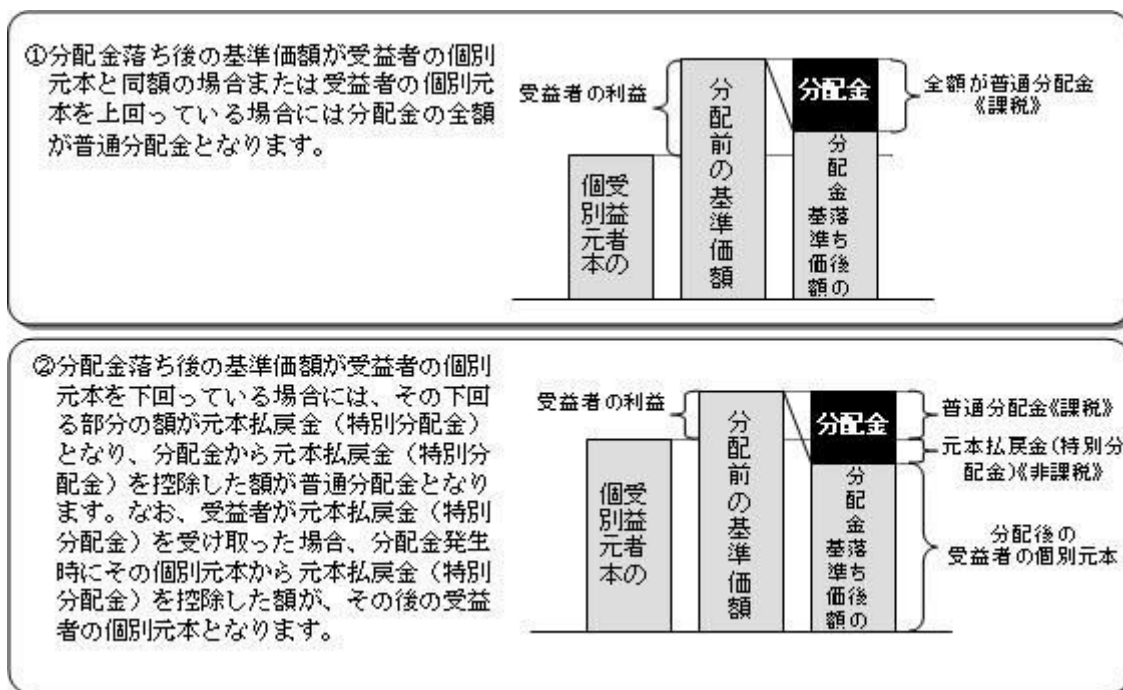 ①分配金落ち後の基準価額が受益者の個別
元本と同額の場合または受益者の個別元
本を上回っている場合には分配金の全額
が普通分配金となります。
受益者の利益
受益者の
個別元本
分配前の基準価額
分配金
分配金落ち後の
基準価額
全額が普通分配金
《課税》
②分配金落ち後の基準価額が受益者の個別
元本を下回っている場合には、その下回
る部分の額が元本払戻金（特別分配金）
となり、分配金から元本払戻金（特別分
配金）を控除した額が普通分配金となり
ます。なお、受益者が元本払戻金（特別
分配金）を受け取った場合、分配金発生
時にその個別元本から元本払戻金（特別
分配金）を控除した額が、その後の受益
者の個別元本となります。
受益者の利益
受益者の
個別元本
分配前の基準価額
分配金
分配金落ち後の
基準価額
普通分配金《課税》
元本払戻金(特別分
配金)《非課税》
分配後の
受益者の個別元本